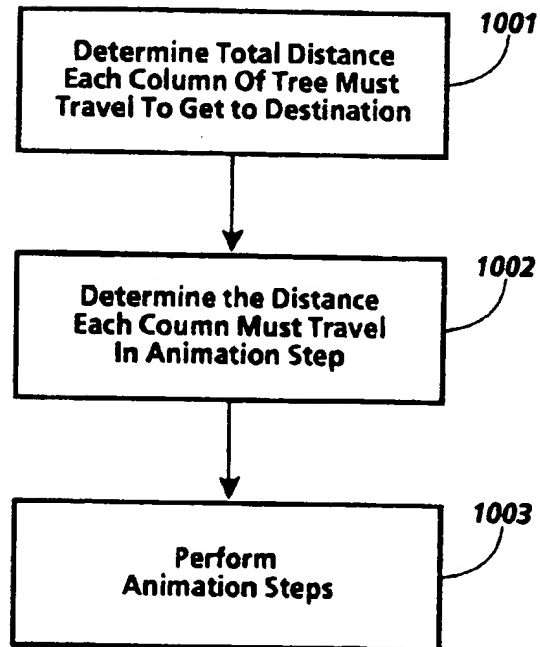 1001
Determine Total Distance
Each Column Of Tree Must
Travel To Get to Destination
1002
Determine the Distance
Each Coumn Must Travel
In Animation Step
1003
Perform
Animation Steps